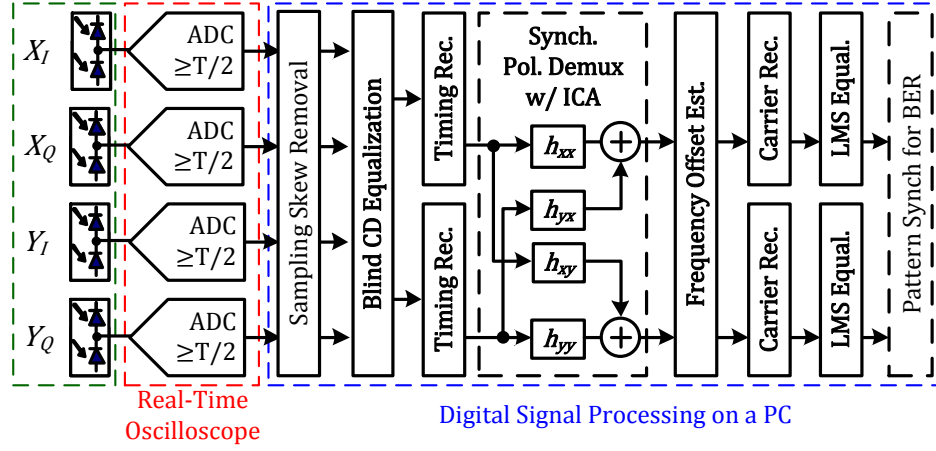 X_I
ADC
≥T/2
X_Q
ADC
≥T/2
Y_I
ADC
≥T/2
Y_Q
ADC
≥T/2
Real-Time
Oscilloscope
Sampling Skew Removal
Blind CD Equalization
Timing Rec.
Timing Rec.
Synch.
Pol. Demux
w/ ICA
h_xx
h_yx
h_xy
h_yy
Frequency Offset Est.
Carrier Rec.
Carrier Rec.
LMS Equal.
LMS Equal.
Pattern Synch for BER
Digital Signal Processing on a PC